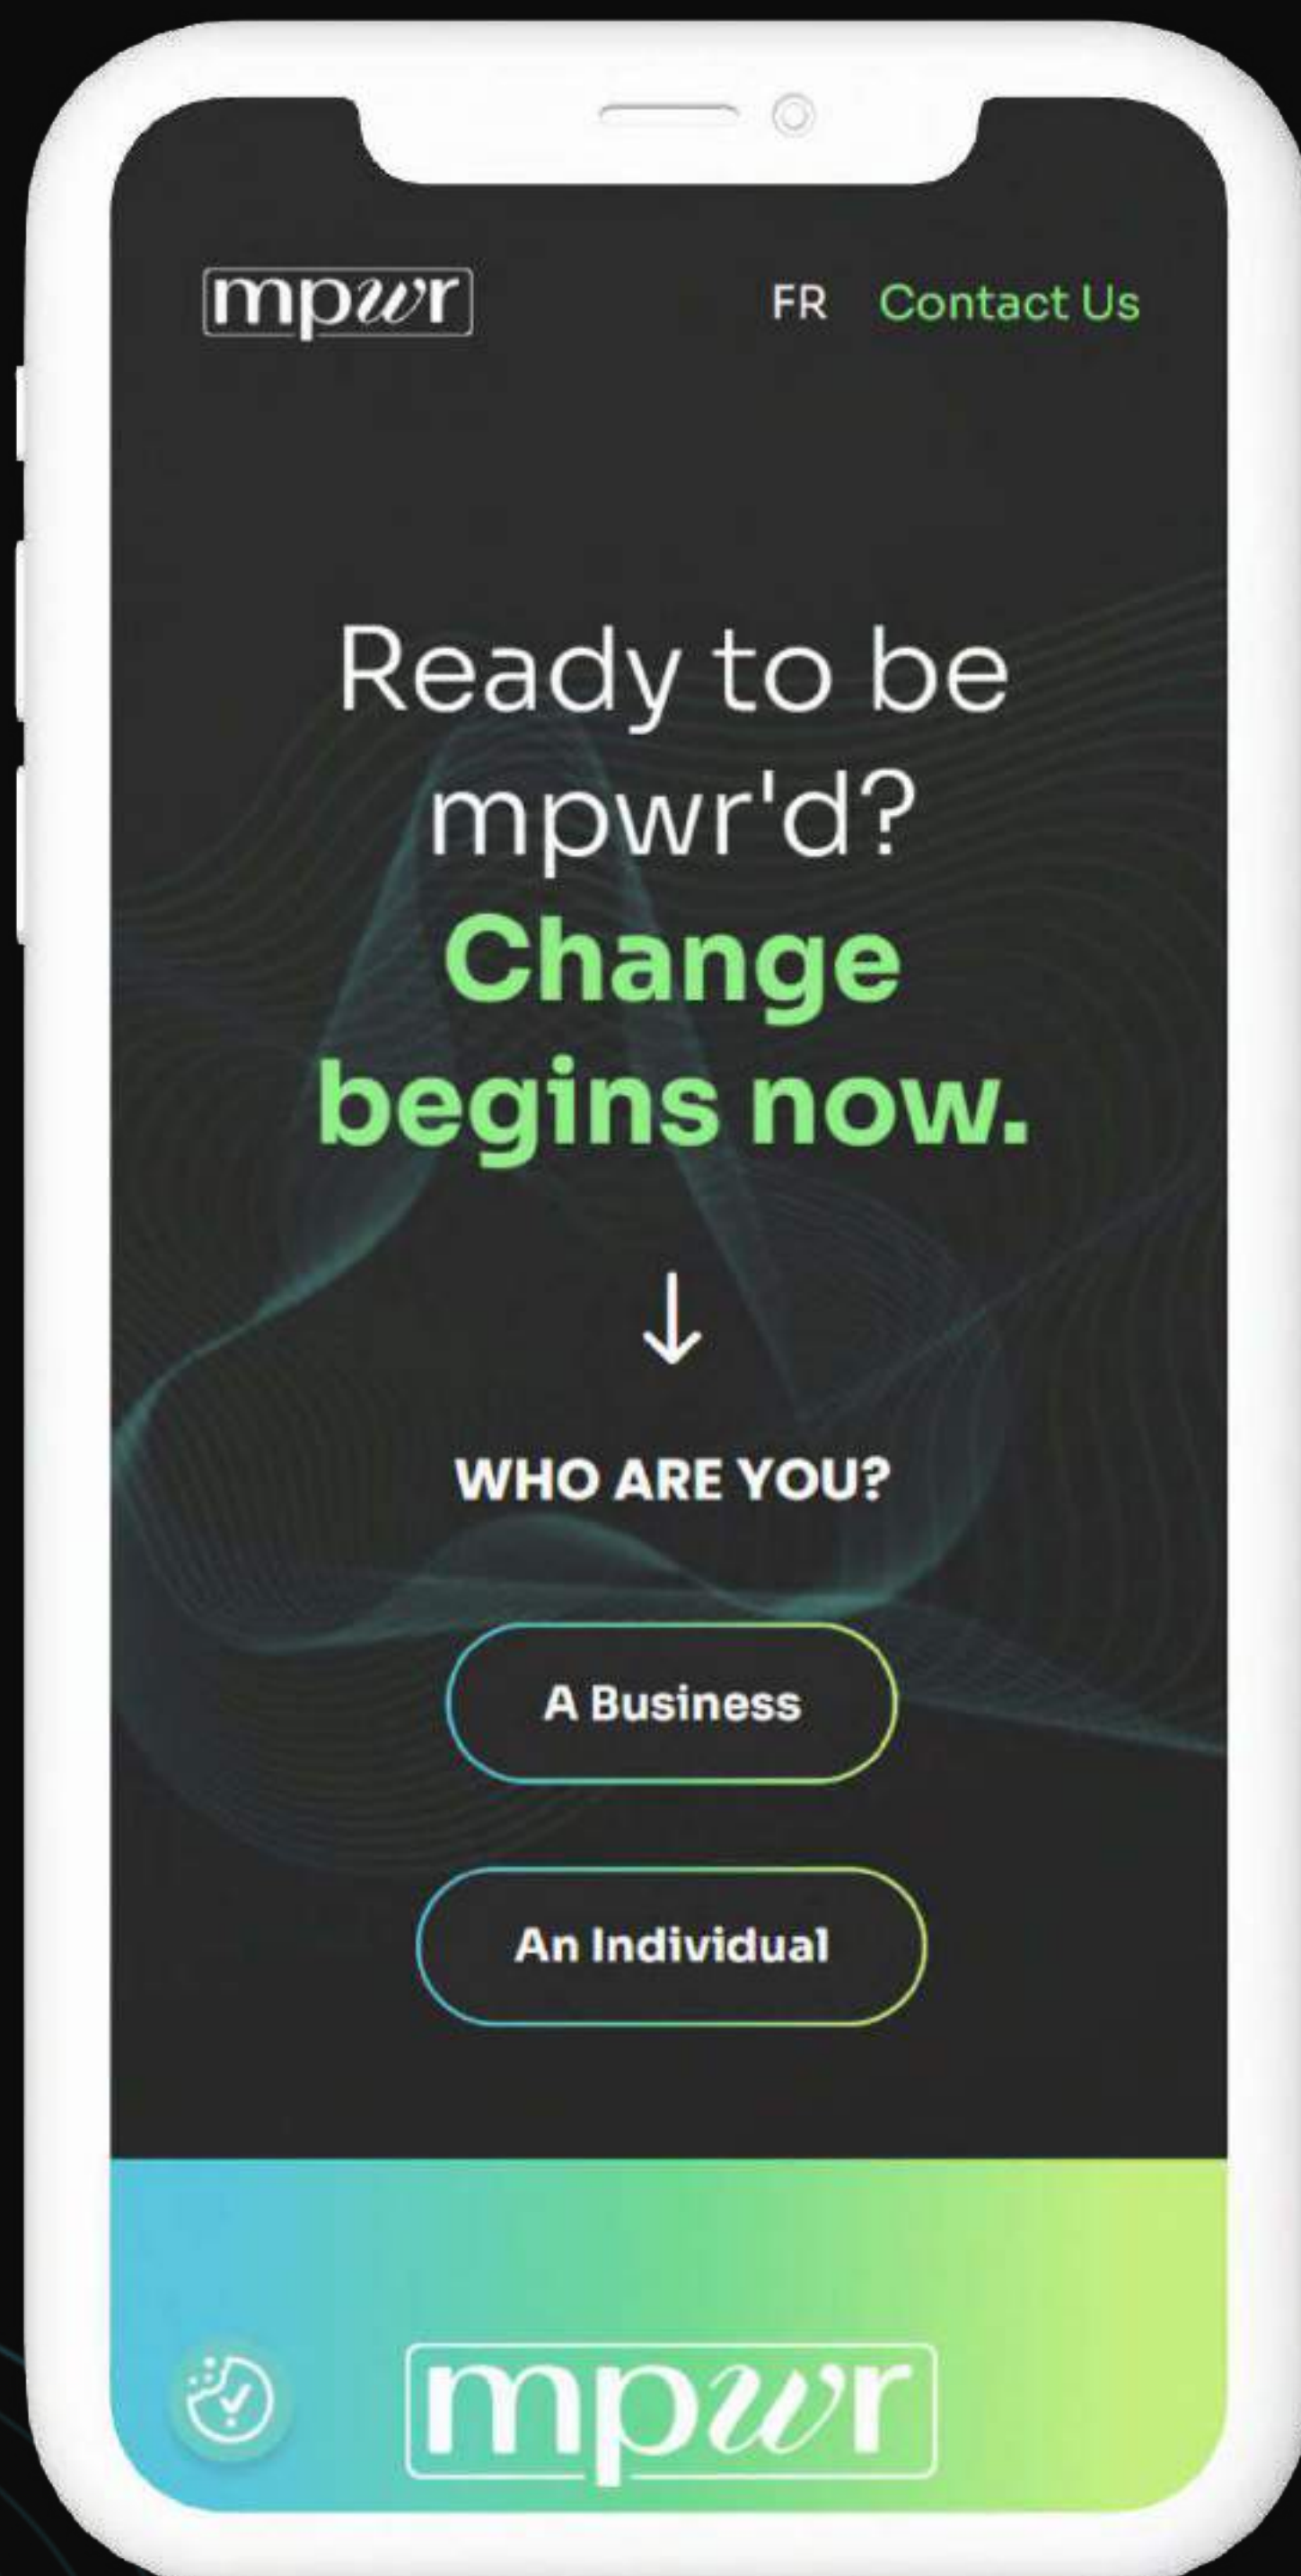 mpwr
FR Contact Us
Ready to be
mpwr'd?
Change
begins now.
WHO ARE YOU?
A Business
An Individual
mpwr